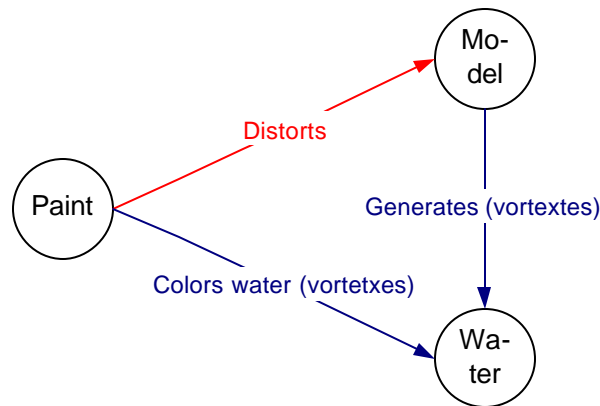 Mo-
del
Distorts
Paint
Generates (vortextes)
Colors water (vortetxes)
Wa-
ter